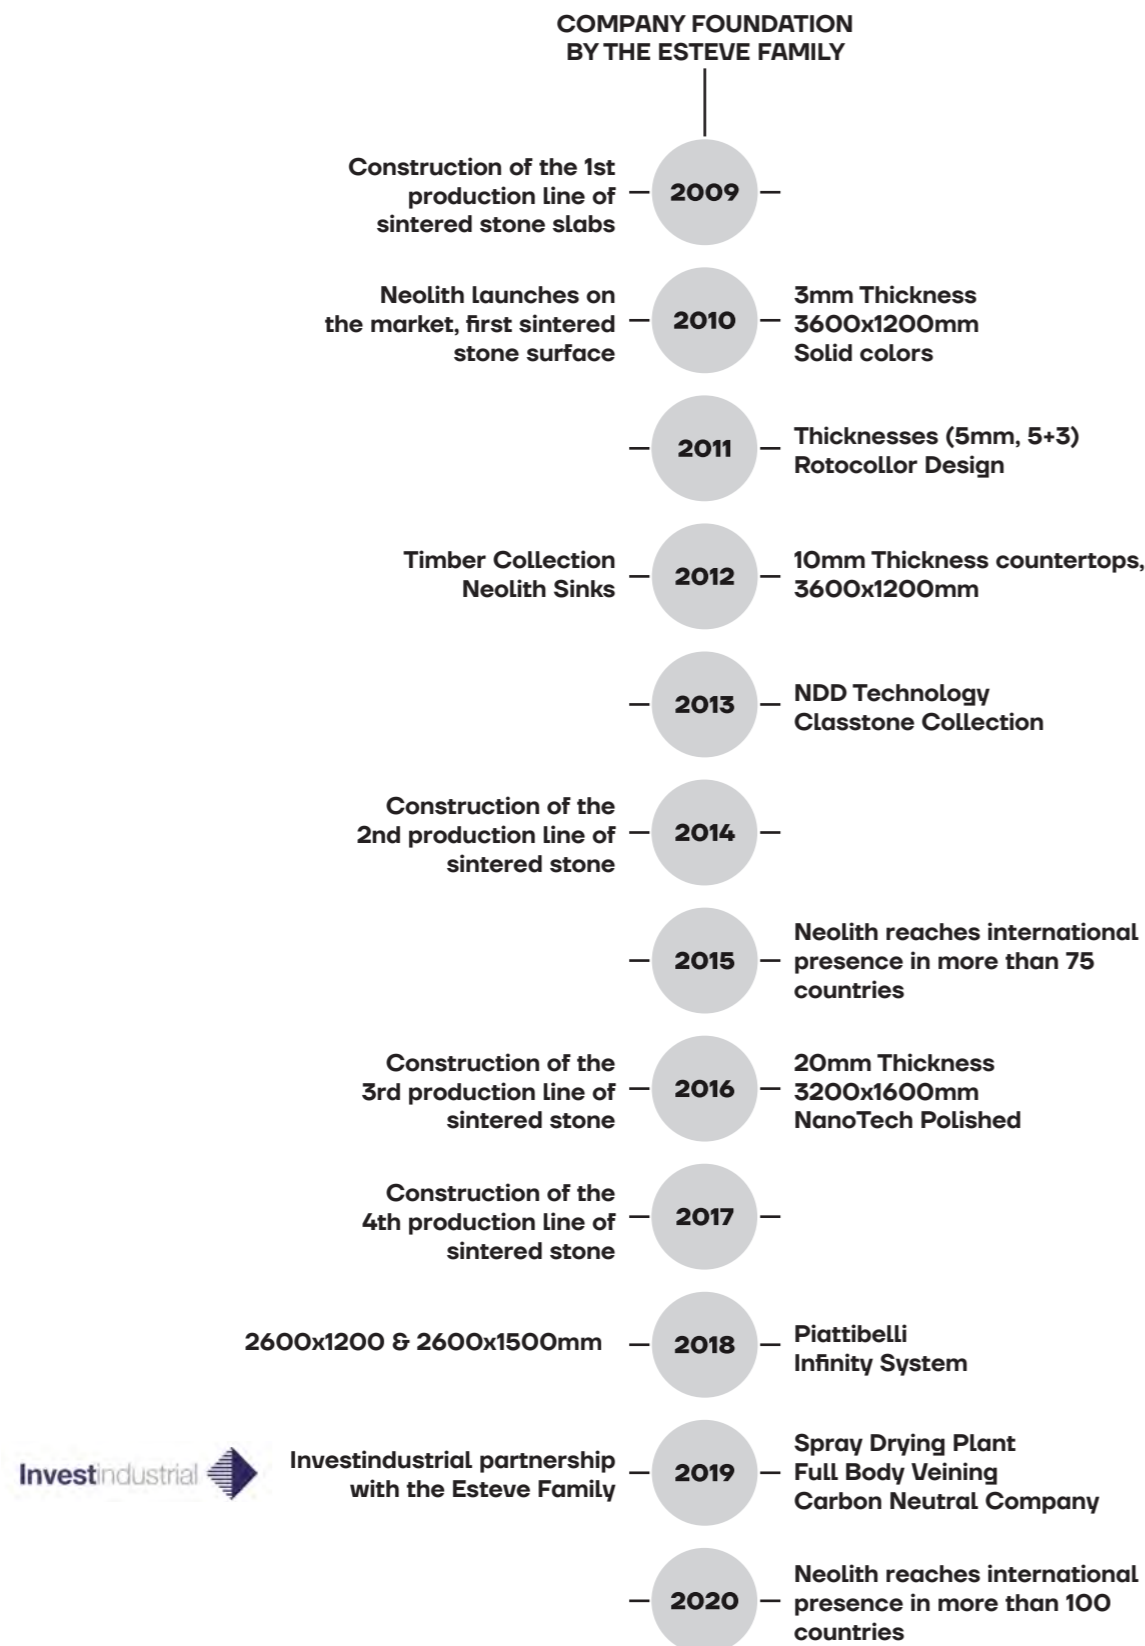 COMPANY FOUNDATION
BY THE ESTEVE FAMILY
Construction of the 1st
production line of
sintered stone slabs
2009
Neolith launches on
the market, first sintered
stone surface
2010
3mm Thickness
3600x1200mm
Solid colors
2011
Thicknesses (5mm, 5+3)
Rotocollor Design
Timber Collection
Neolith Sinks
2012
10mm Thickness countertops,
3600x1200mm
2013
NDD Technology
Classtone Collection
Construction of the
2nd production line of
sintered stone
2014
2015
Neolith reaches international
presence in more than 75
countries
Construction of the
3rd production line of
sintered stone
2016
20mm Thickness
3200x1600mm
NanoTech Polished
Construction of the
4th production line of
sintered stone
2017
2600x1200 & 2600x1500mm
2018
Piattibelli
Infinity System
Investindustrial
Investindustrial partnership
with the Esteve Family
2019
Spray Drying Plant
Full Body Veining
Carbon Neutral Company
2020
Neolith reaches international
presence in more than 100
countries